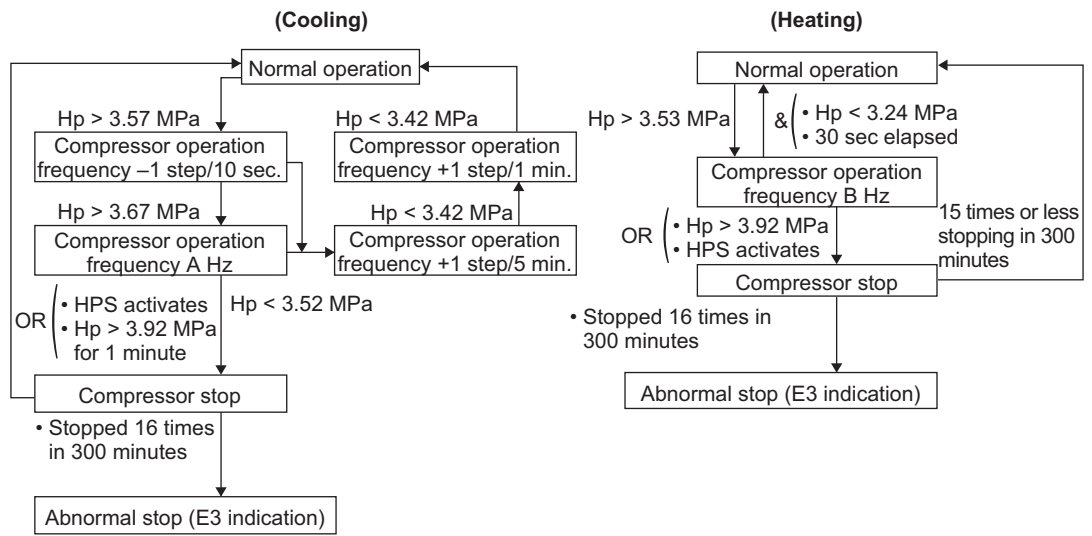 (Cooling)
Normal operation
Hp > 3.57 MPa
Compressor operation
frequency –1 step/10 sec.
Hp > 3.67 MPa
Compressor operation
frequency A Hz
Hp < 3.42 MPa
Compressor operation
frequency +1 step/1 min.
Hp < 3.42 MPa
Compressor operation
frequency +1 step/5 min.
Hp < 3.52 MPa
OR
• HPS activates
• Hp > 3.92 MPa
for 1 minute
Compressor stop
• Stopped 16 times
in 300 minutes
Abnormal stop (E3 indication)
(Heating)
Normal operation
Hp > 3.53 MPa
&
• Hp < 3.24 MPa
• 30 sec elapsed
Compressor operation
frequency B Hz
OR
• Hp > 3.92 MPa
• HPS activates
15 times or less
stopping in 300
minutes
Compressor stop
• Stopped 16 times in
300 minutes
Abnormal stop (E3 indication)